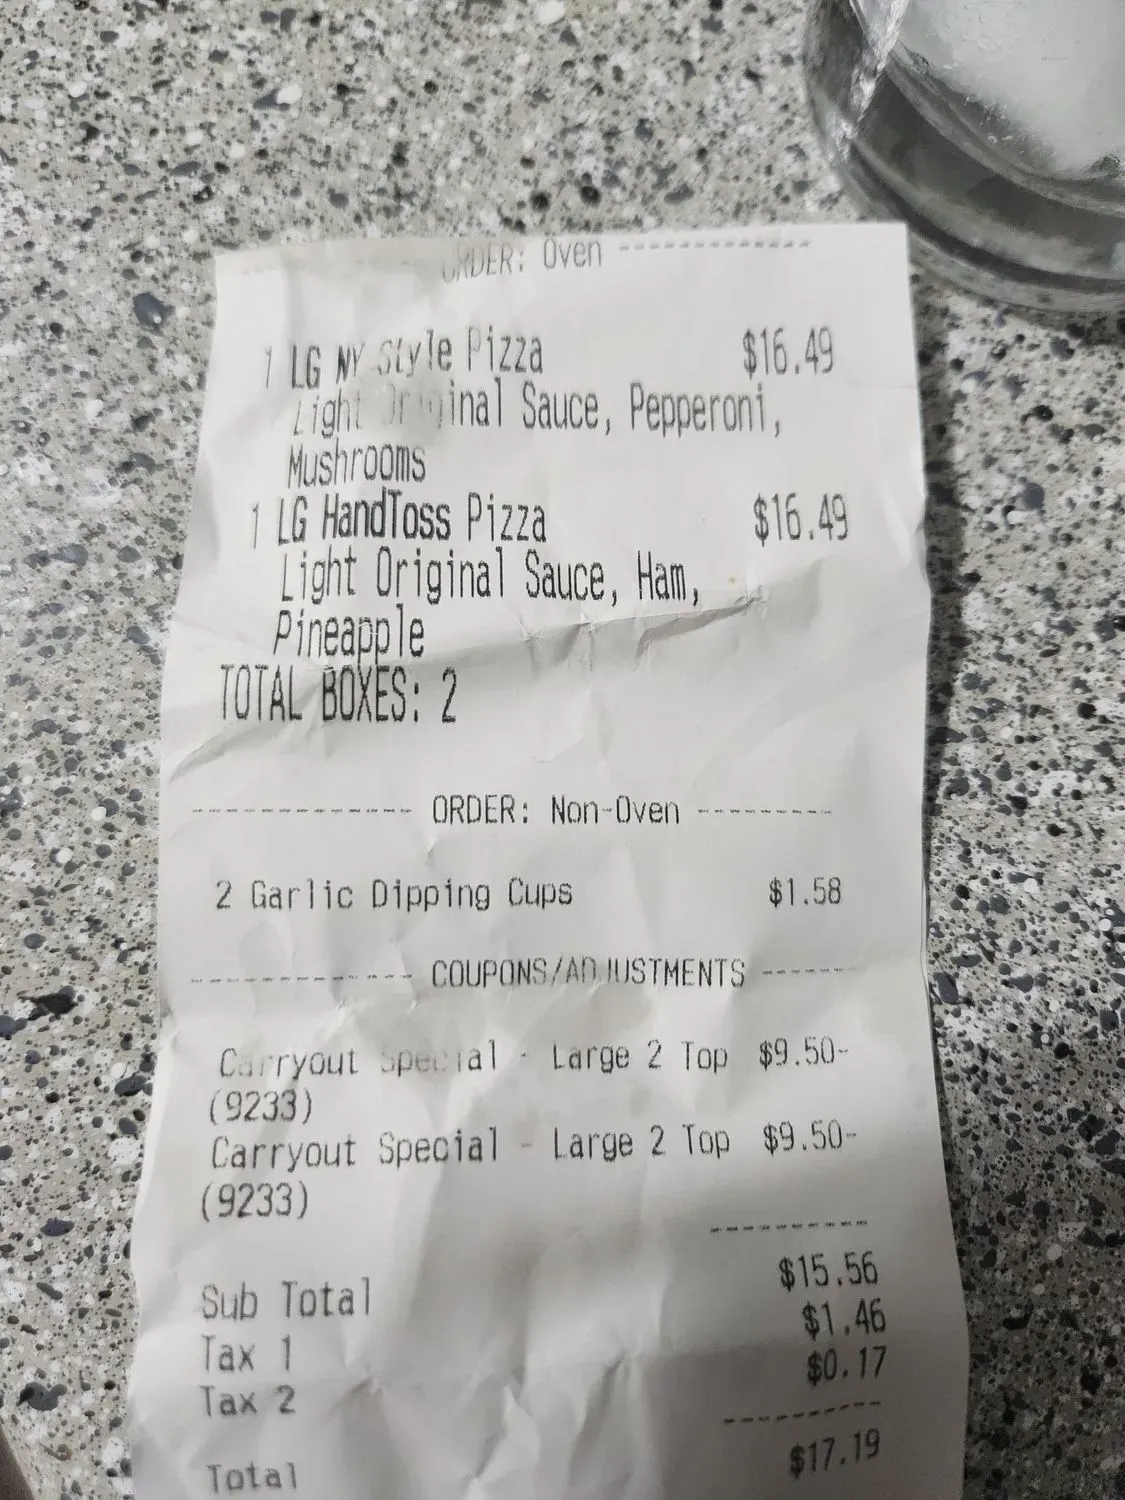 ORDER: Oven
1 LG NY Style Pizza $16.49
Light Original Sauce, Pepperoni,
Mushrooms
1 LG HandToss Pizza $16.49
Light Original Sauce, Ham,
Pineapple
TOTAL BOXES: 2
ORDER: Non-Oven
2 Garlic Dipping Cups $1.58
COUPONS/ADJUSTMENTS
Carryout Special - Large 2 Top $9.50-
(9233)
Carryout Special - Large 2 Top $9.50-
(9233)
Sub Total $15.56
Tax 1 $1.46
Tax 2 $0.17
Total $17.19